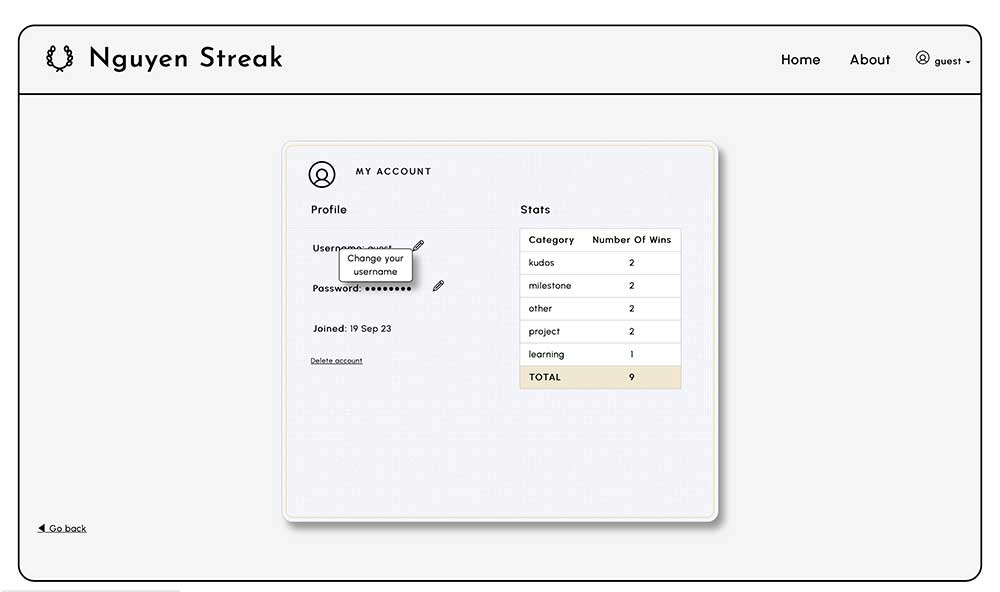 Nguyen Streak
Home
About
guest
MY ACCOUNT
Profile
Username: guest
Change your
username
Password: ●●●●●●●●
Joined: 19 Sep 23
Delete account
Stats
Category Number Of Wins
kudos 2
milestone 2
other 2
project 2
learning 1
TOTAL 9
Go back